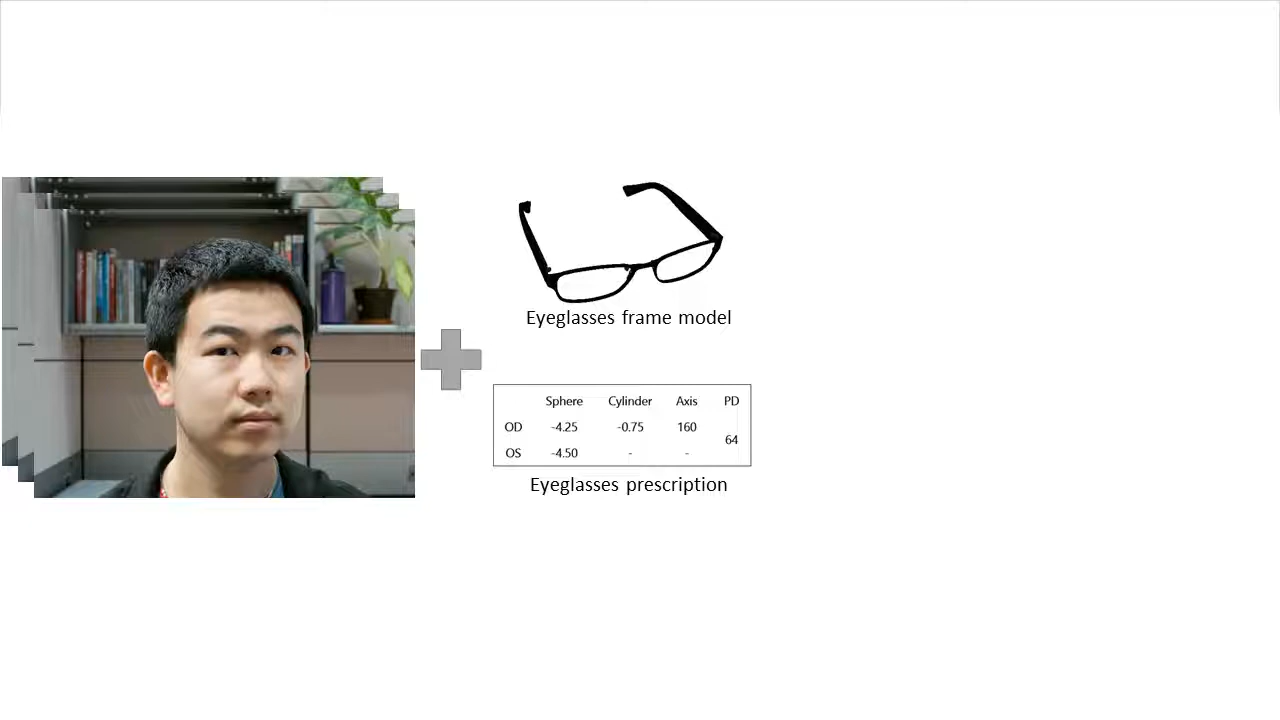 Eyeglasses frame model
Sphere Cylinder Axis PD
OD -4.25 -0.75 160
64
OS -4.50 - -
Eyeglasses prescription